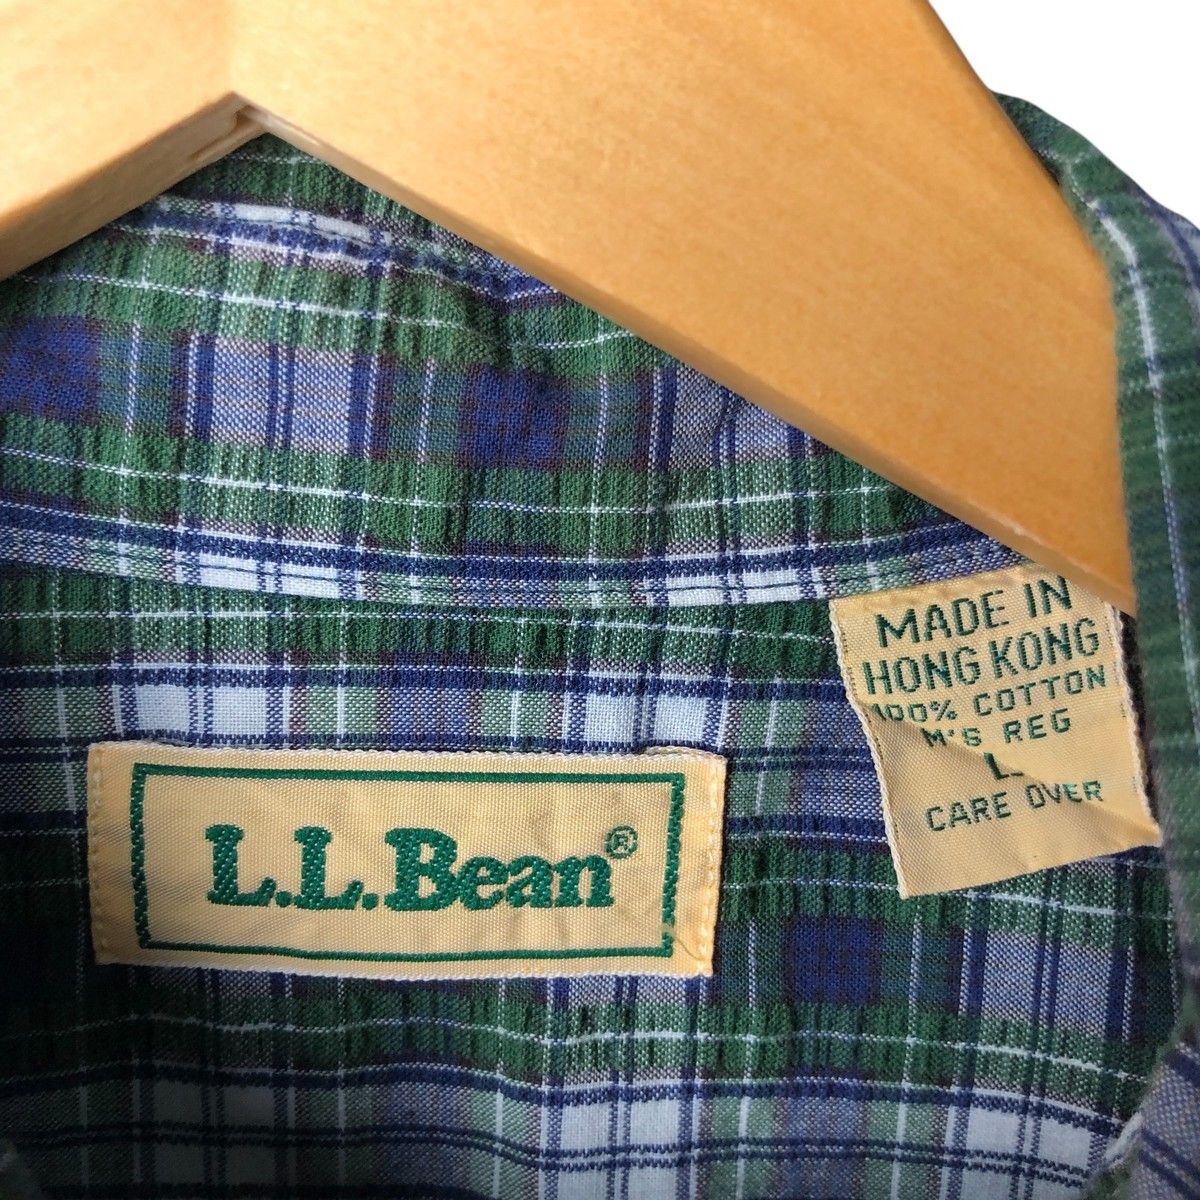 L.L.Bean®
MADE IN
HONG KONG
100% COTTON
M'S REG
L
CARE OVER